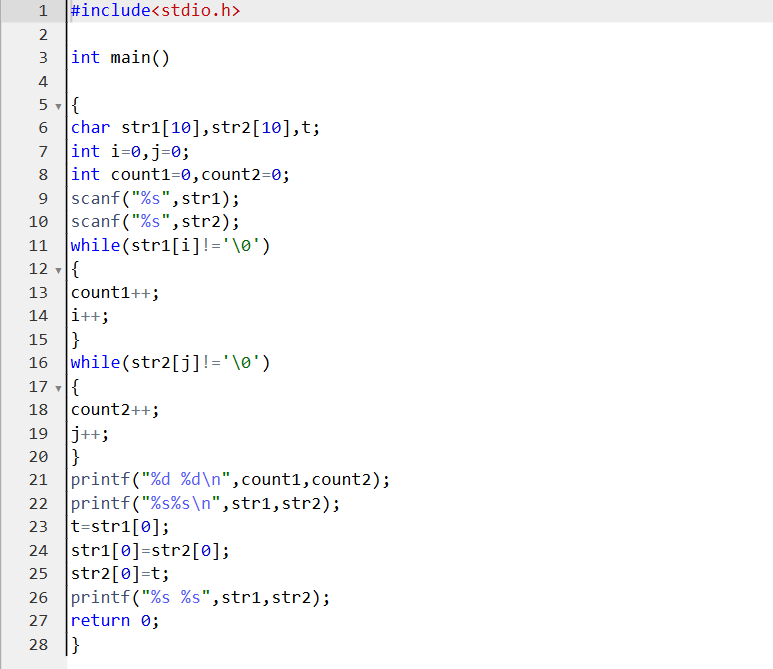 1 #include<stdio.h>
2
3 int main()
4
5 {
6 char str1[10],str2[10],t;
7 int i=0,j=0;
8 int count1=0,count2=0;
9 scanf("%s",str1);
10 scanf("%s",str2);
11 while(str1[i]!='\0')
12 {
13 count1++;
14 i++;
15 }
16 while(str2[j]!='\0')
17 {
18 count2++;
19 j++;
20 }
21 printf("%d %d\n",count1,count2);
22 printf("%s%s\n",str1,str2);
23 t=str1[0];
24 str1[0]=str2[0];
25 str2[0]=t;
26 printf("%s %s",str1,str2);
27 return 0;
28 }